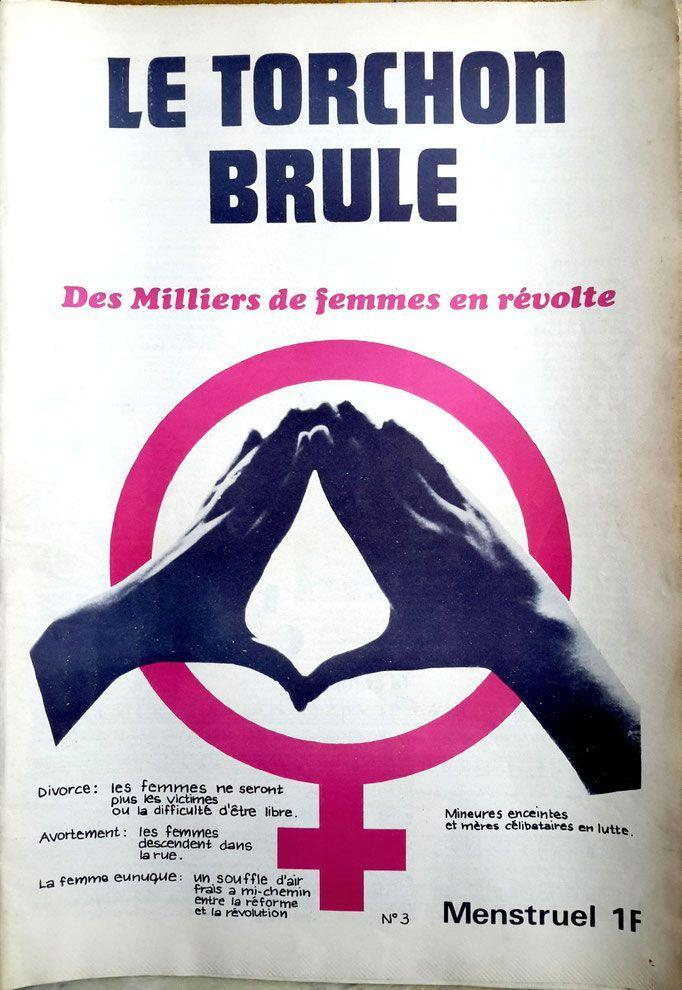 LE TORCHON
BRULE
Des Milliers de femmes en révolte
Divorce: les femmes ne seront
plus les victimes
ou la difficulté d'être libre.
Avortement: les femmes
descendent dans
la rue.
La femme eunuque: un souffle d'air
frais a mi-chemin
entre la réforme
et la révolution
Mineures enceintes
et mères célibataires en lutte.
N° 3
Menstruel 1F